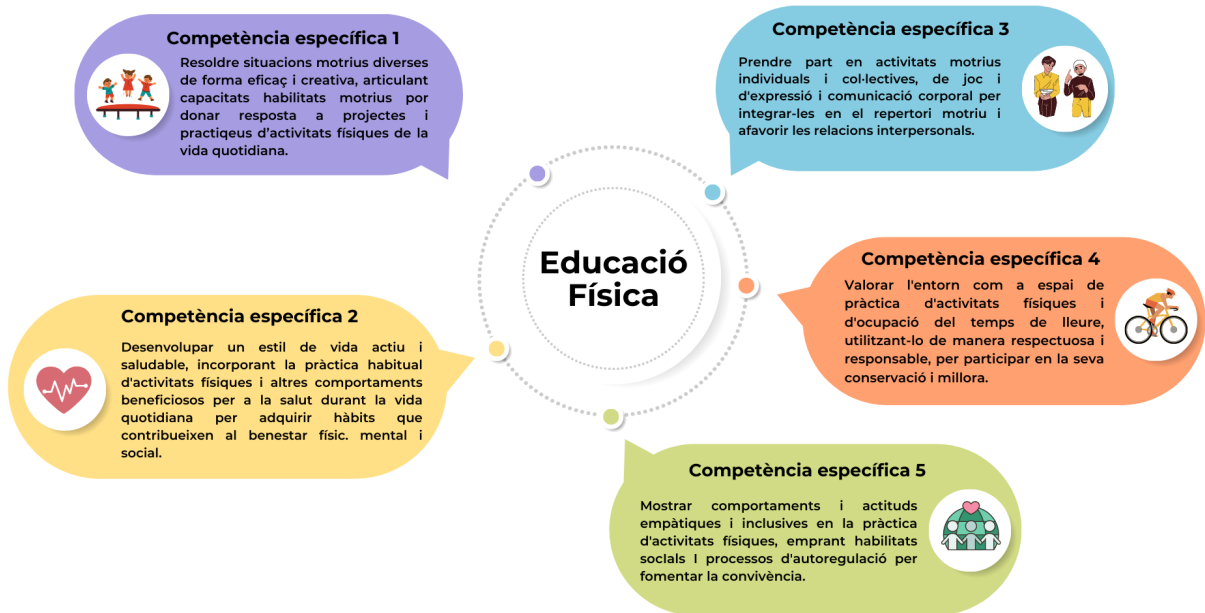 Competència específica 1
Resoldre situacions motrius diverses
de forma eficaç i creativa, articulant
capacitats habilitats motrius por
donar resposta a projectes i
practiqeus d'activitats físiques de la
vida quotidiana.
Competència específica 2
Desenvolupar un estil de vida actiu i
saludable, incorporant la pràctica habitual
d'activitats físiques i altres comportaments
beneficiosos per a la salut durant la vida
quotidiana per adquirir hàbits que
contribueixen al benestar físic. mental i
social.
Educació
Física
Competència específica 3
Prendre part en activitats motrius
individuals i col·lectives, de joc i
d'expressió i comunicació corporal per
integrar-les en el repertori motriu i
afavorir les relacions interpersonals.
Competència específica 4
Valorar l'entorn com a espai de
pràctica d'activitats físiques i
d'ocupació del temps de lleure,
utilitzant-lo de manera respectuosa i
responsable, per participar en la seva
conservació i millora.
Competència específica 5
Mostrar comportaments i actituds
empàtiques i inclusives en la pràctica
d'activitats físiques, emprant habilitats
socIals I processos d'autoregulació per
fomentar la convivència.